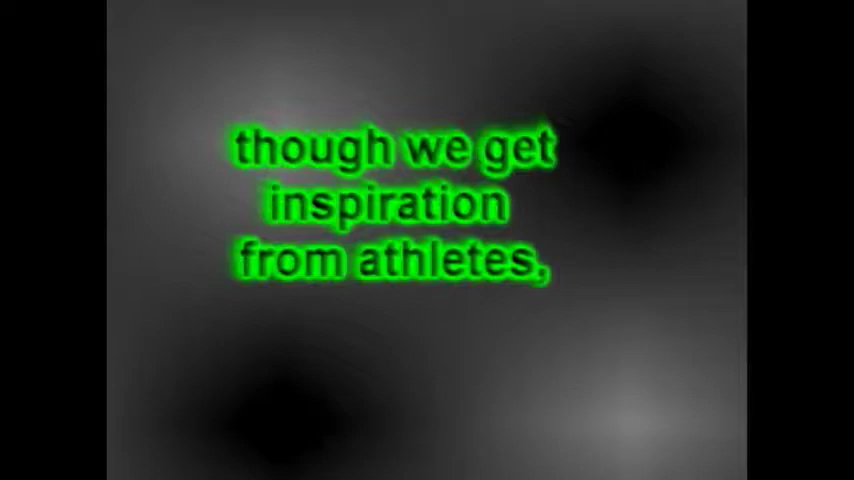 though we get
inspiration
from athletes,